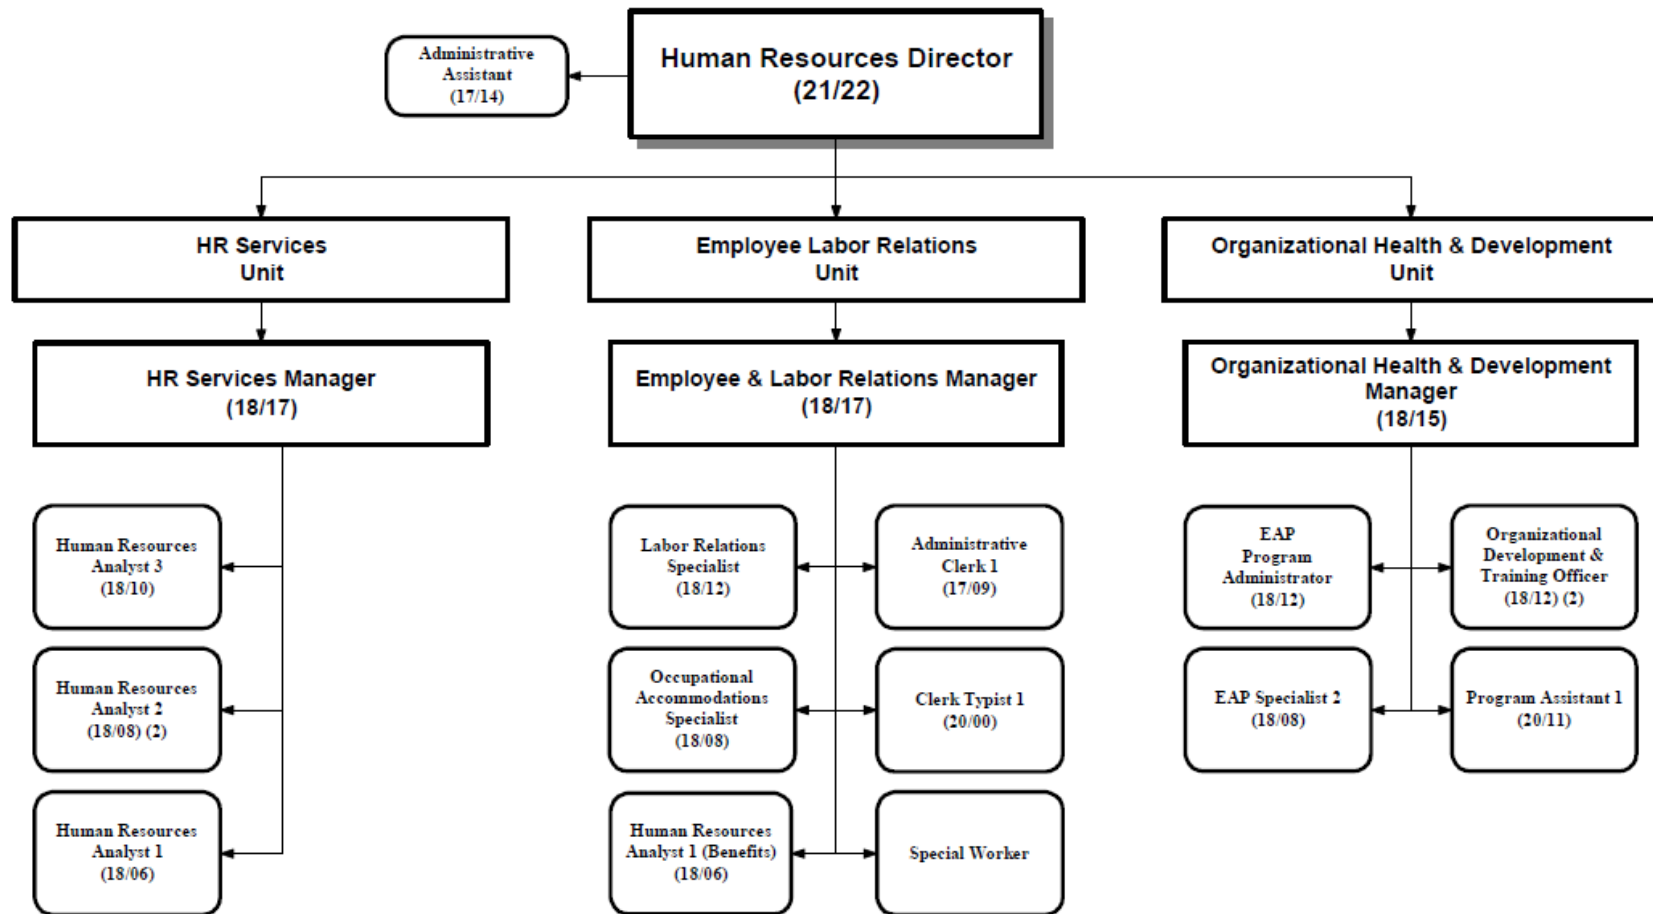 Administrative
Assistant
(17/14)
Human Resources Director
(21/22)
HR Services
Unit
Employee Labor Relations
Unit
Organizational Health & Development
Unit
HR Services Manager
(18/17)
Employee & Labor Relations Manager
(18/17)
Organizational Health & Development
Manager
(18/15)
Human Resources
Analyst 3
(18/10)
Labor Relations
Specialist
(18/12)
Administrative
Clerk 1
(17/09)
EAP
Program
Administrator
(18/12)
Organizational
Development &
Training Officer
(18/12) (2)
Human Resources
Analyst 2
(18/08) (2)
Occupational
Accommodations
Specialist
(18/08)
Clerk Typist 1
(20/00)
EAP Specialist 2
(18/08)
Program Assistant 1
(20/11)
Human Resources
Analyst 1
(18/06)
Human Resources
Analyst 1 (Benefits)
(18/06)
Special Worker